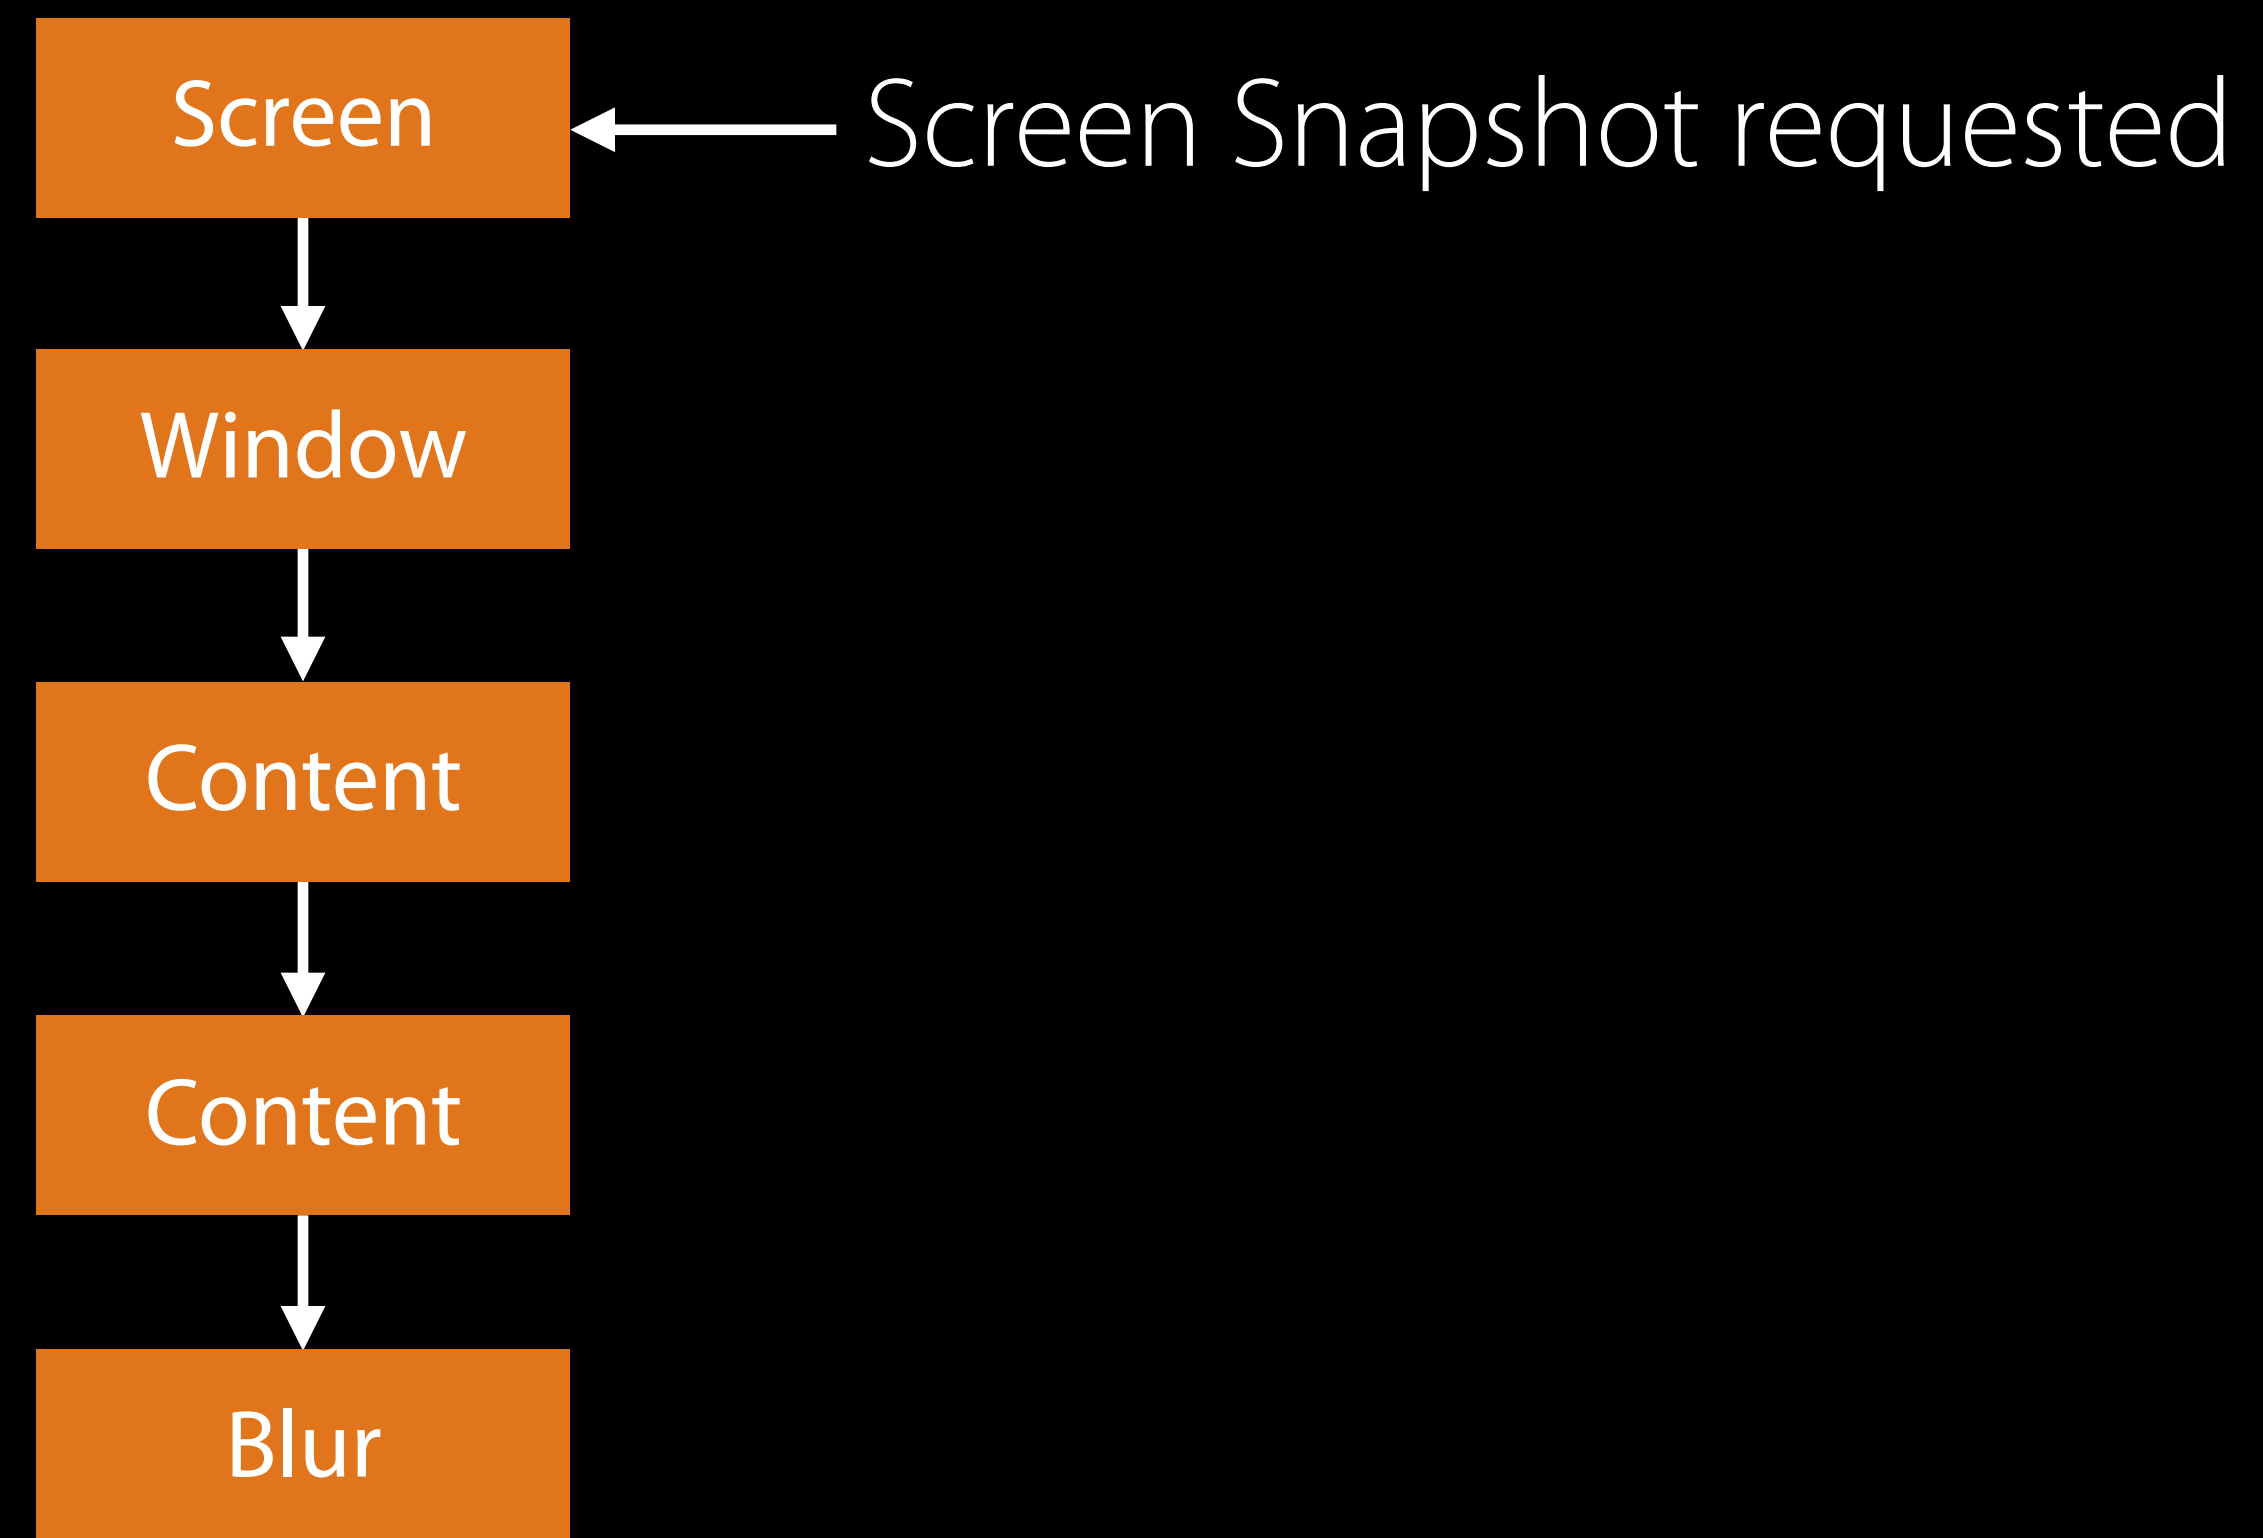 Screen
Screen Snapshot requested
Window
Content
Content
Blur